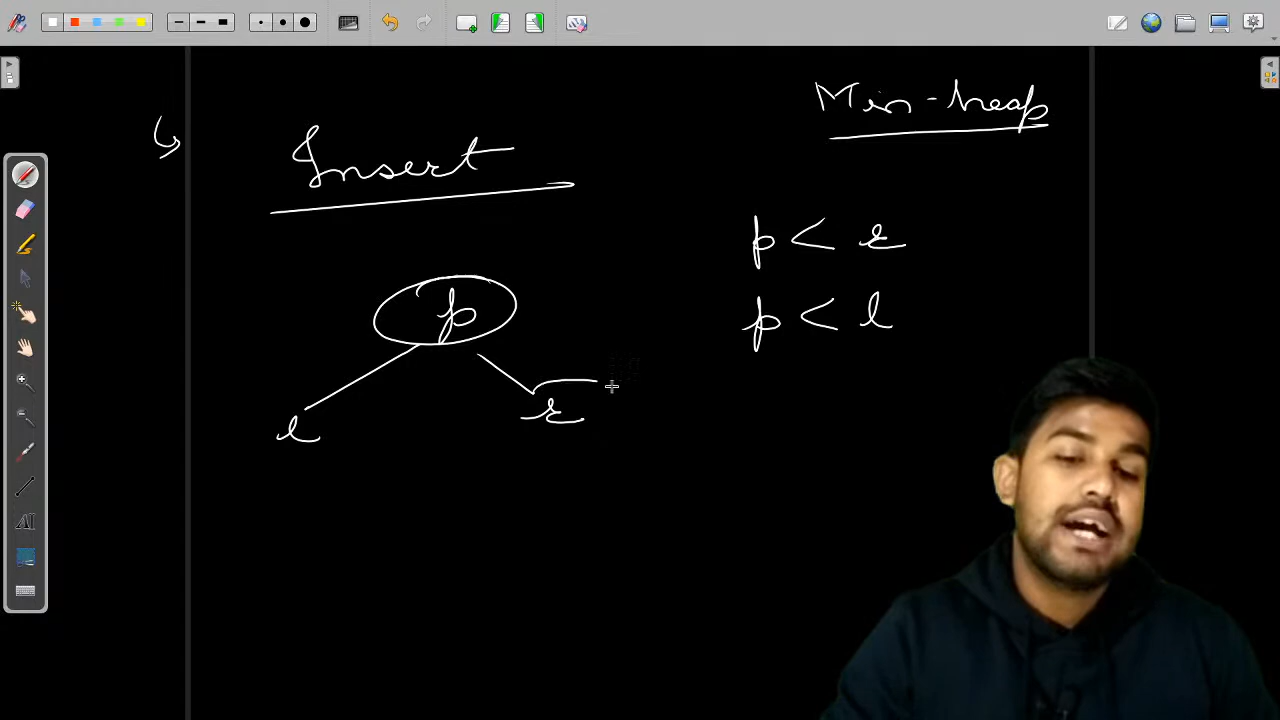 Min-heap
Insert
p < r
p < l
p
l
r